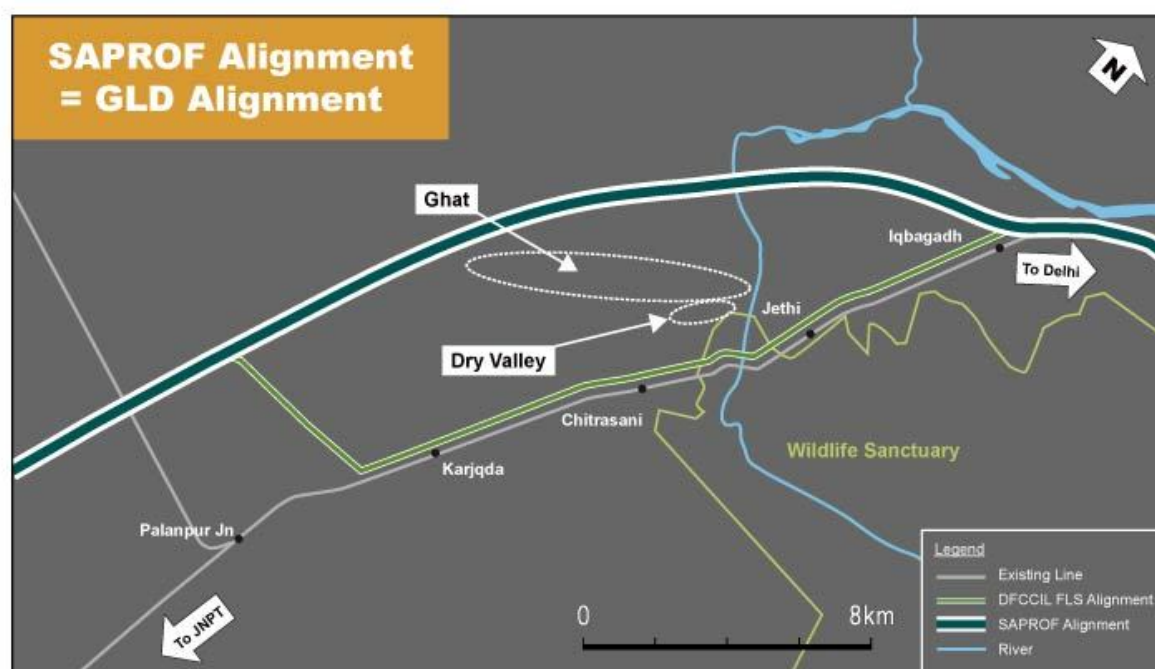 SAPROF Alignment
= GLD Alignment
N
Ghat
Iqbagadh
To Delhi
Jethi
Dry Valley
Chitrasani
Wildlife Sanctuary
Karjqda
Palanpur Jn
To JNPT
0 8km
Legend
Existing Line
DFCCIL FLS Alignment
SAPROF Alignment
River